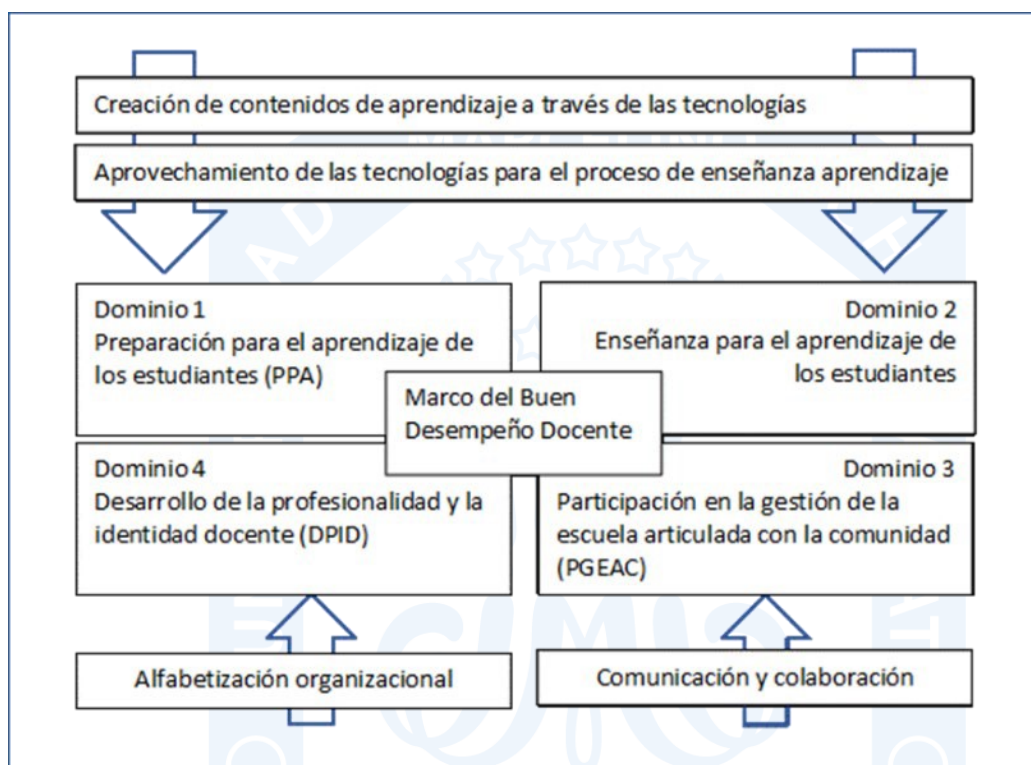 Creación de contenidos de aprendizaje a través de las tecnologías
Aprovechamiento de las tecnologías para el proceso de enseñanza aprendizaje
Dominio 1
Preparación para el aprendizaje de
los estudiantes (PPA)
Dominio 2
Enseñanza para el aprendizaje de
los estudiantes
Marco del Buen
Desempeño Docente
Dominio 4
Desarrollo de la profesionalidad y la
identidad docente (DPID)
Dominio 3
Participación en la gestión de la
escuela articulada con la comunidad
(PGEAC)
Alfabetización organizacional
Comunicación y colaboración